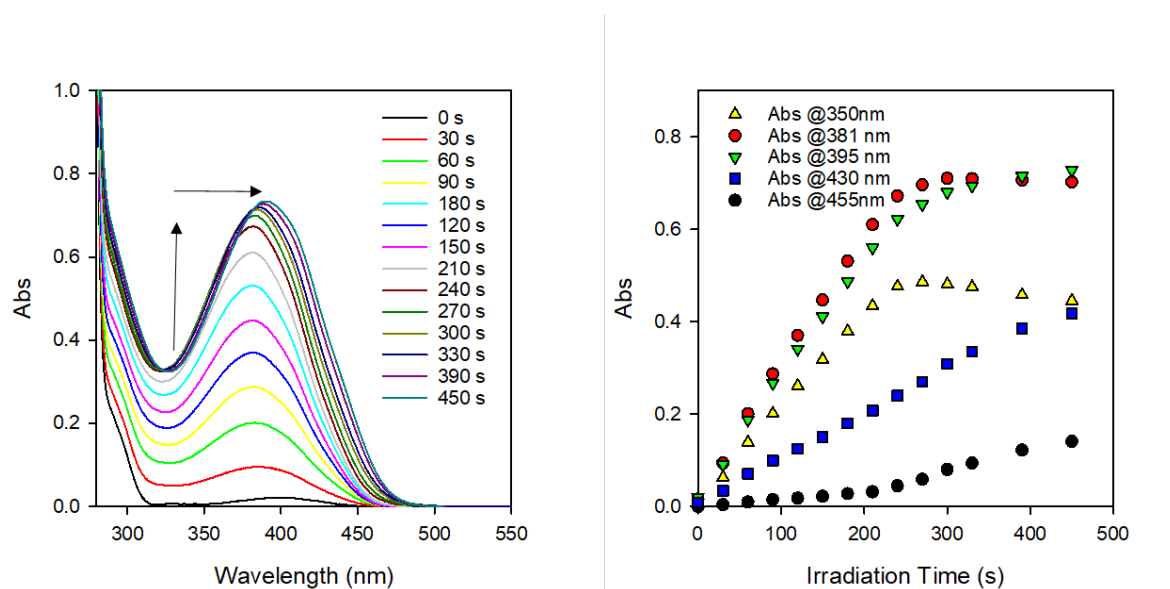 1.0
0.8
0.6
0.4
0.2
0.0
Abs
300 350 400 450 500 550
Wavelength (nm)
0 s
30 s
60 s
90 s
180 s
120 s
150 s
210 s
240 s
270 s
300 s
330 s
390 s
450 s
0.8
0.6
0.4
0.2
0.0
Abs
0 100 200 300 400 500
Irradiation Time (s)
Abs @350nm
Abs @381 nm
Abs @395 nm
Abs @430 nm
Abs @455nm